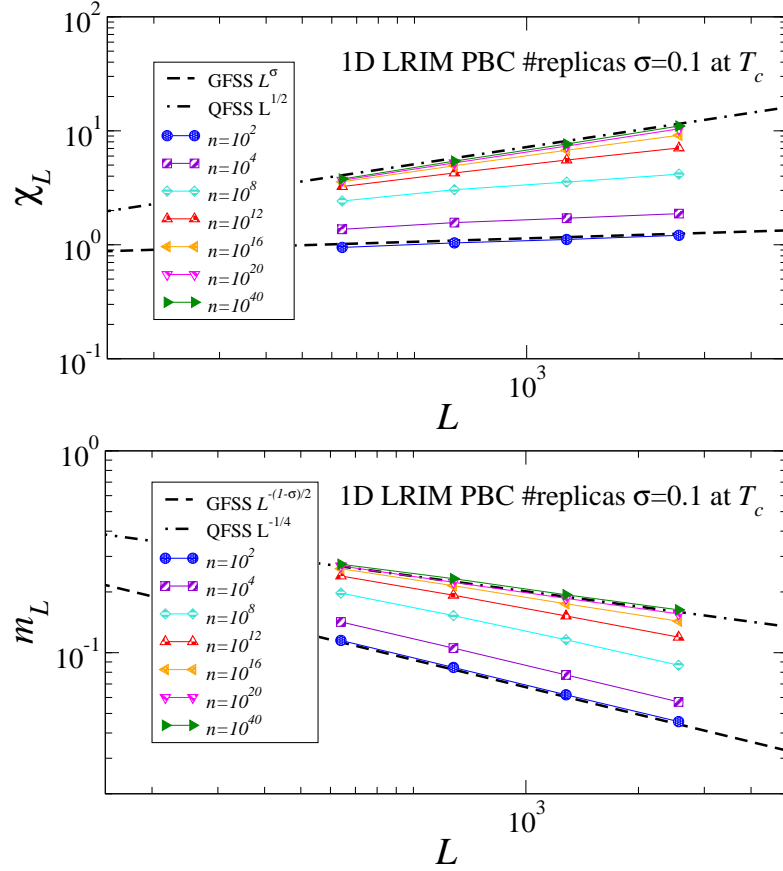 10^2
10^1
10^0
10^-1
χ_L
1D LRIM PBC #replicas σ=0.1 at T_c
GFSS L^σ
QFSS L^1/2
n=10^2
n=10^4
n=10^8
n=10^12
n=10^16
n=10^20
n=10^40
10^3
L
10^0
10^-1
m_L
1D LRIM PBC #replicas σ=0.1 at T_c
GFSS L^-(1-σ)/2
QFSS L^-1/4
n=10^2
n=10^4
n=10^8
n=10^12
n=10^16
n=10^20
n=10^40
10^3
L